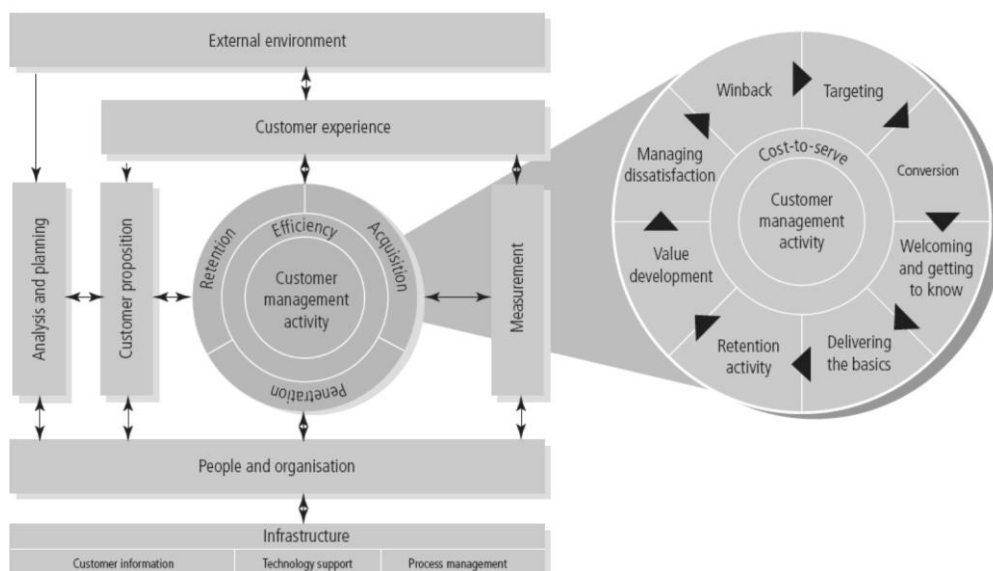 External environment
Customer experience
Analysis and planning
Customer proposition
Retention
Efficiency
Acquisition
Customer
management
activity
Penetration
Measurement
People and organisation
Infrastructure
Customer information
Technology support
Process management
Winback
Targeting
Managing
dissatisfaction
Cost-to-serve
Conversion
Customer
management
activity
Value
development
Welcoming
and getting
to know
Retention
activity
Delivering
the basics